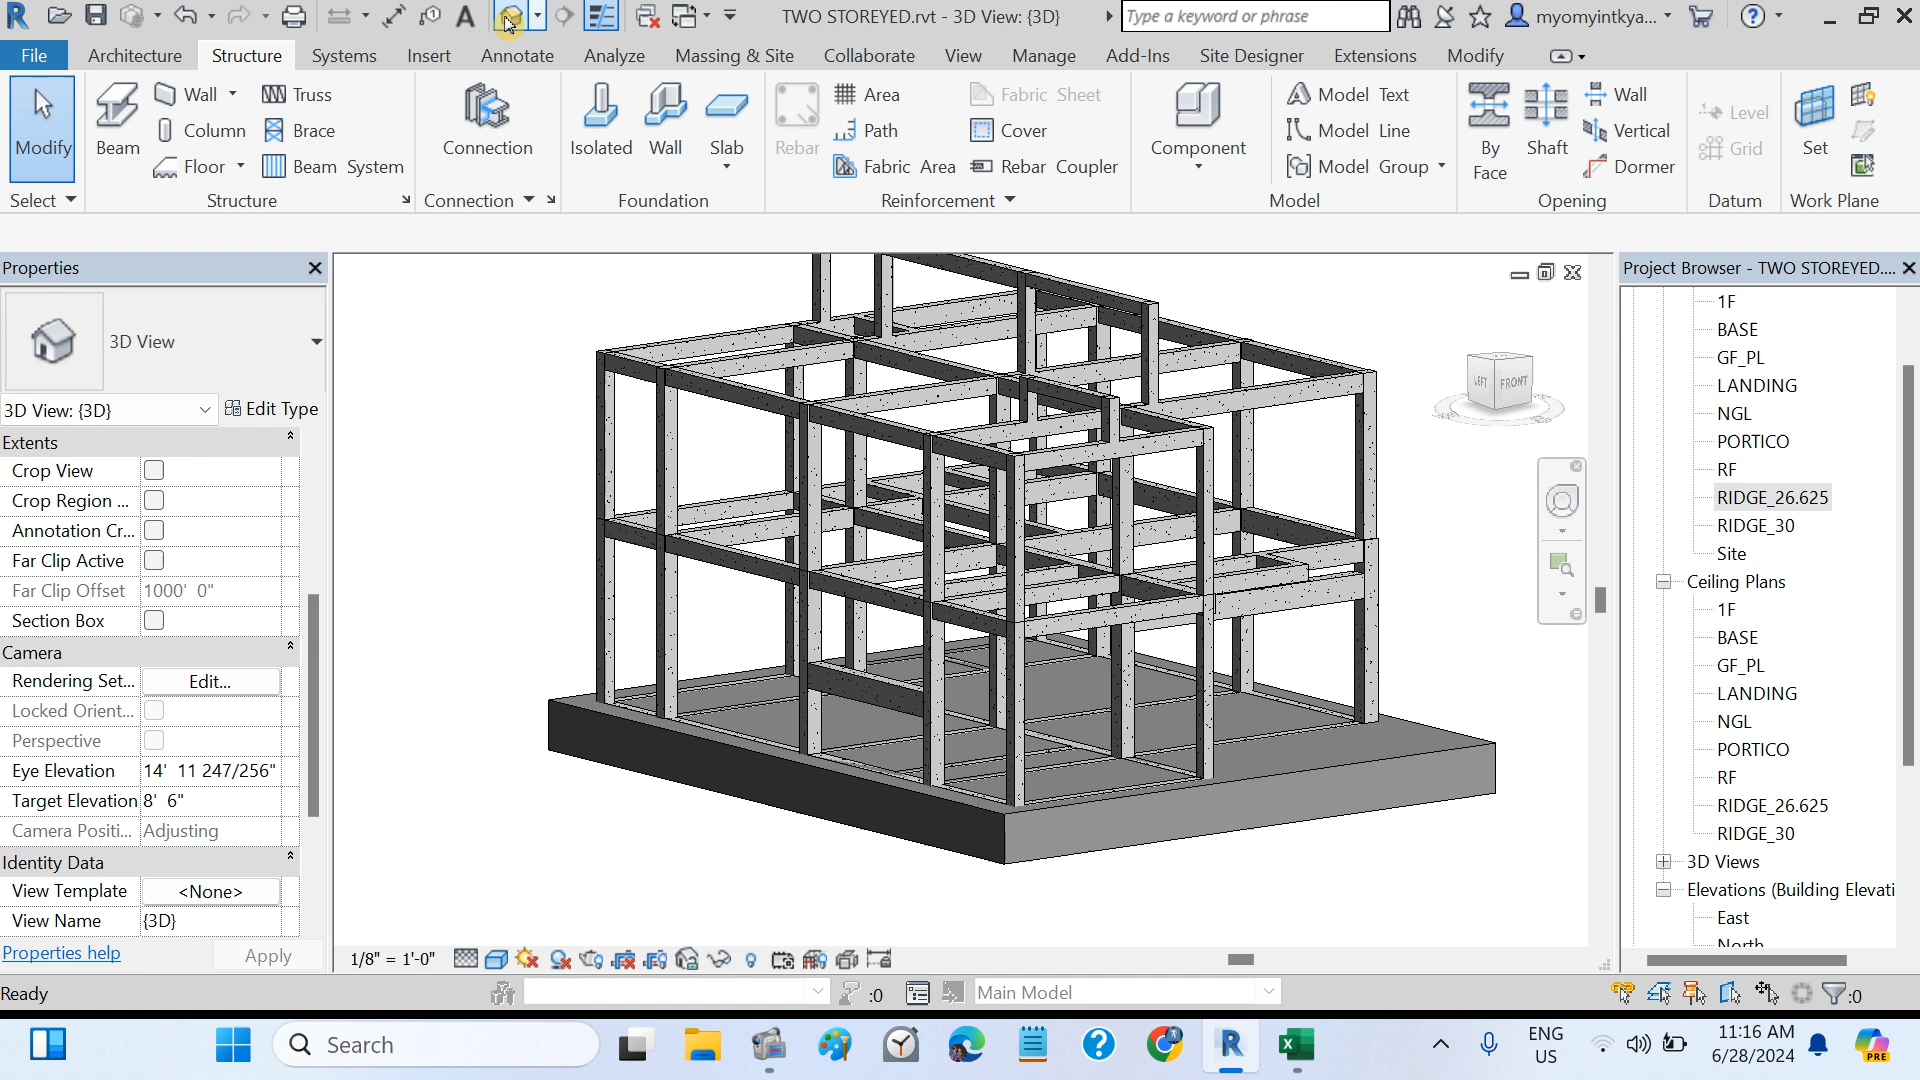 TWO STOREYED.rvt - 3D View: {3D}
Type a keyword or phrase
myomyintkya...
File Architecture Structure Systems Insert Annotate Analyze Massing & Site Collaborate View Manage Add-Ins Site Designer Extensions Modify
Modify
Select
Beam
Wall
Column
Floor
Truss
Brace
Beam System
Structure
Connection
Connection
Isolated
Wall
Slab
Foundation
Rebar
Area
Path
Fabric Area
Fabric Sheet
Cover
Rebar Coupler
Reinforcement
Component
Model Text
Model Line
Model Group
Model
By
Face
Shaft
Wall
Vertical
Dormer
Opening
Level
Grid
Datum
Set
Work Plane
Properties
3D View
3D View: {3D}
Edit Type
Extents
Crop View
Crop Region ...
Annotation Cr...
Far Clip Active
Far Clip Offset 1000' 0"
Section Box
Camera
Rendering Set... Edit...
Locked Orient...
Perspective
Eye Elevation 14' 11 247/256"
Target Elevation 8' 6"
Camera Positi... Adjusting
Identity Data
View Template <None>
View Name {3D}
Properties help
Apply
LEFT FRONT
1/8" = 1'-0"
Project Browser - TWO STOREYED....
1F
BASE
GF_PL
LANDING
NGL
PORTICO
RF
RIDGE_26.625
RIDGE_30
Site
Ceiling Plans
1F
BASE
GF_PL
LANDING
NGL
PORTICO
RF
RIDGE_26.625
RIDGE_30
3D Views
Elevations (Building Elevati
East
North
Ready
:0
Main Model
:0
Search
ENG
US
11:16 AM
6/28/2024
PRE